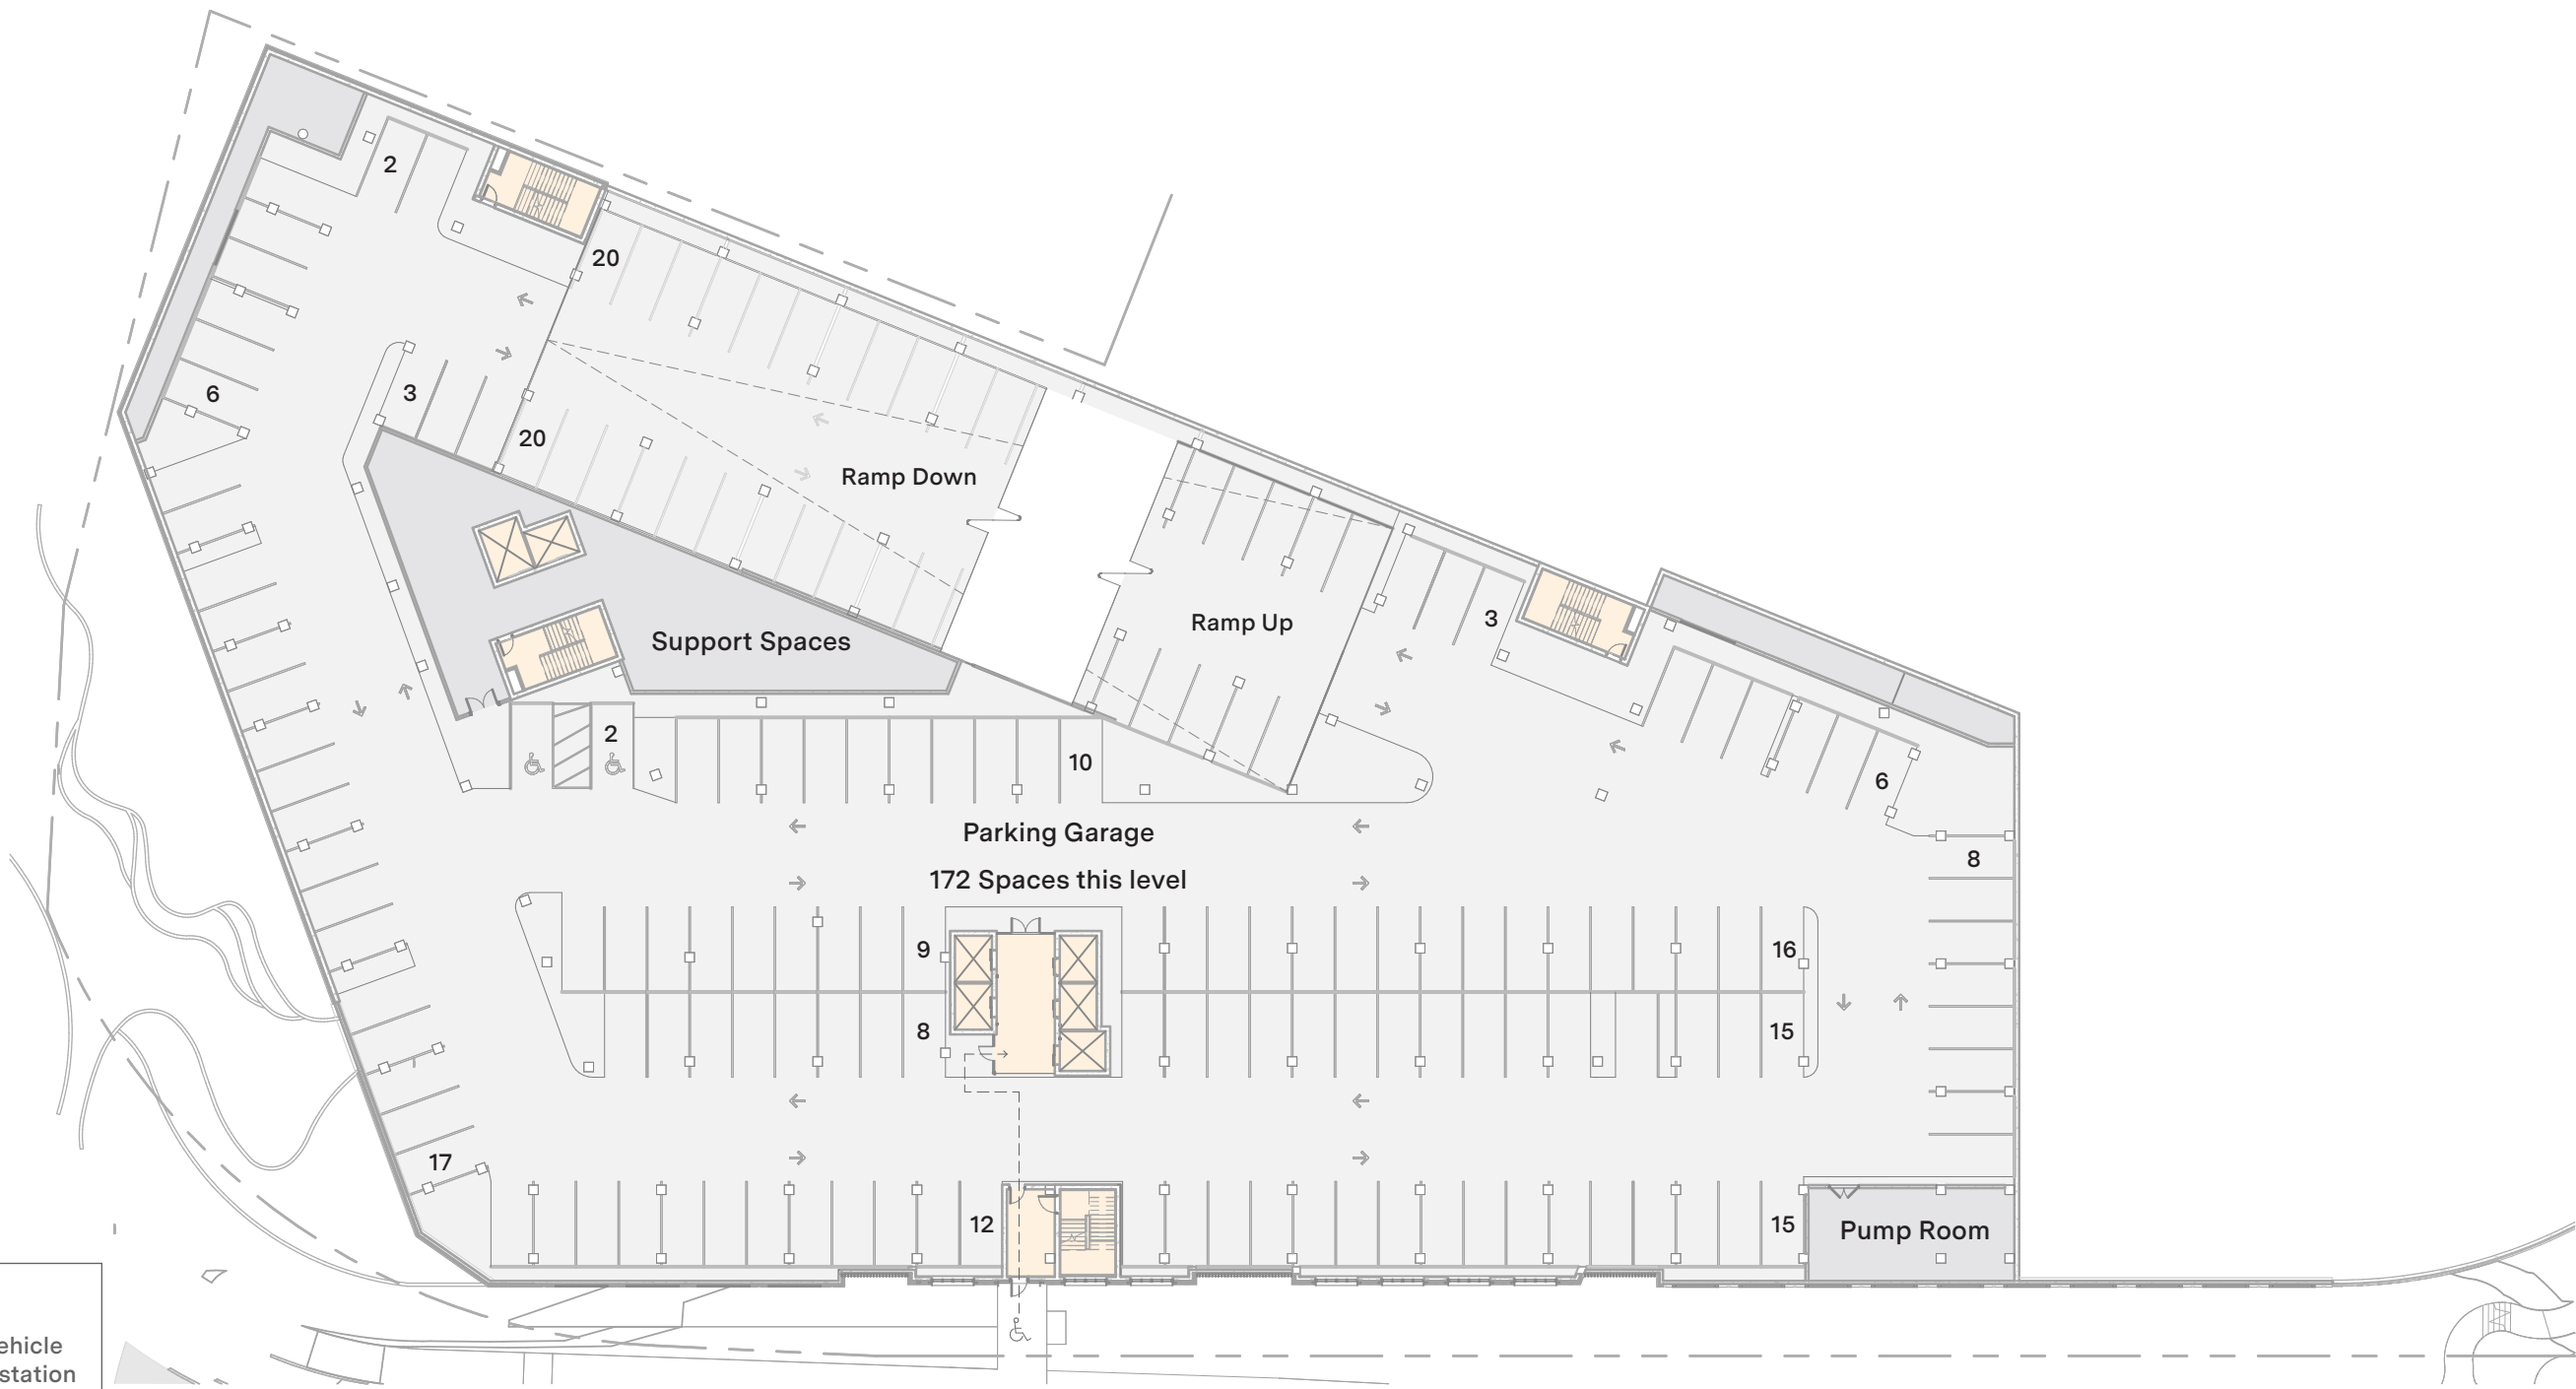 2
20
3
6
20
Ramp Down
Ramp Up
3
Support Spaces
2
10
6
Parking Garage
172 Spaces this level
8
9
16
8
15
17
12
15
Pump Room
ehicle
station